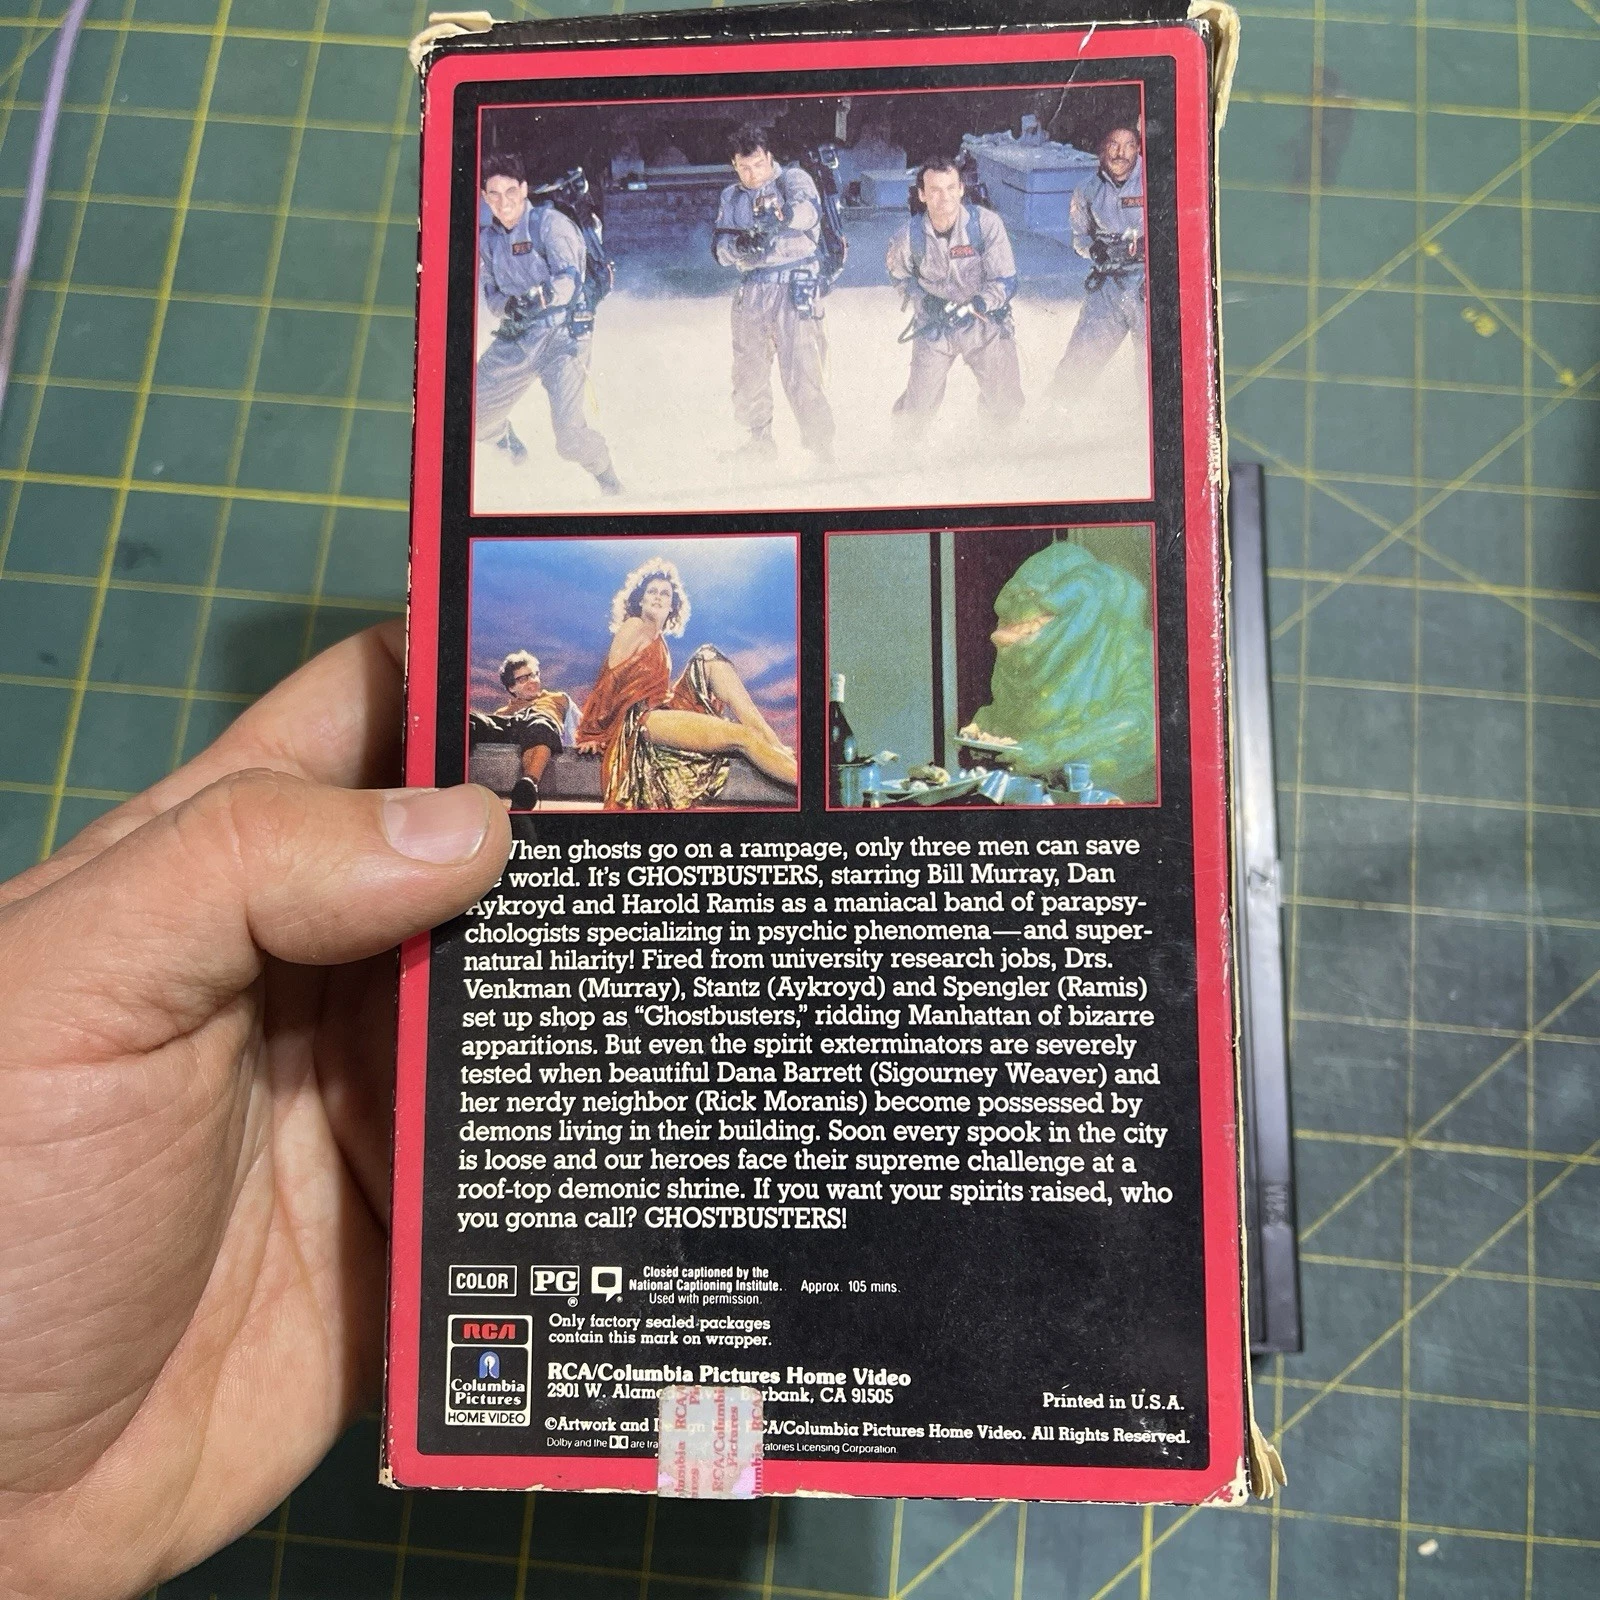 hen ghosts go on a rampage, only three men can save
world. It's GHOSTBUSTERS, starring Bill Murray, Dan
Aykroyd and Harold Ramis as a maniacal band of parapsy-
chologists specializing in psychic phenomena—and super-
natural hilarity! Fired from university research jobs, Drs.
Venkman (Murray), Stantz (Aykroyd) and Spengler (Ramis)
set up shop as “Ghostbusters,” ridding Manhattan of bizarre
apparitions. But even the spirit exterminators are severely
tested when beautiful Dana Barrett (Sigourney Weaver) and
her nerdy neighbor (Rick Moranis) become possessed by
demons living in their building. Soon every spook in the city
is loose and our heroes face their supreme challenge at a
roof-top demonic shrine. If you want your spirits raised, who
you gonna call? GHOSTBUSTERS!
COLOR PG ® Closed captioned by the
National Captioning Institute.
Used with permission.
Approx. 105 mins.
RCA
Columbia
Pictures
HOME VIDEO
Only factory sealed packages
contain this mark on wrapper.
RCA/Columbia Pictures Home Video
2901 W. Alame Burbank, CA 91505
Printed in U.S.A.
©Artwork and CA/Columbia Pictures Home Video. All Rights Reserved.
Dolby and the are tra ratories Licensing Corporation.
RCA/Columbia
Pictures